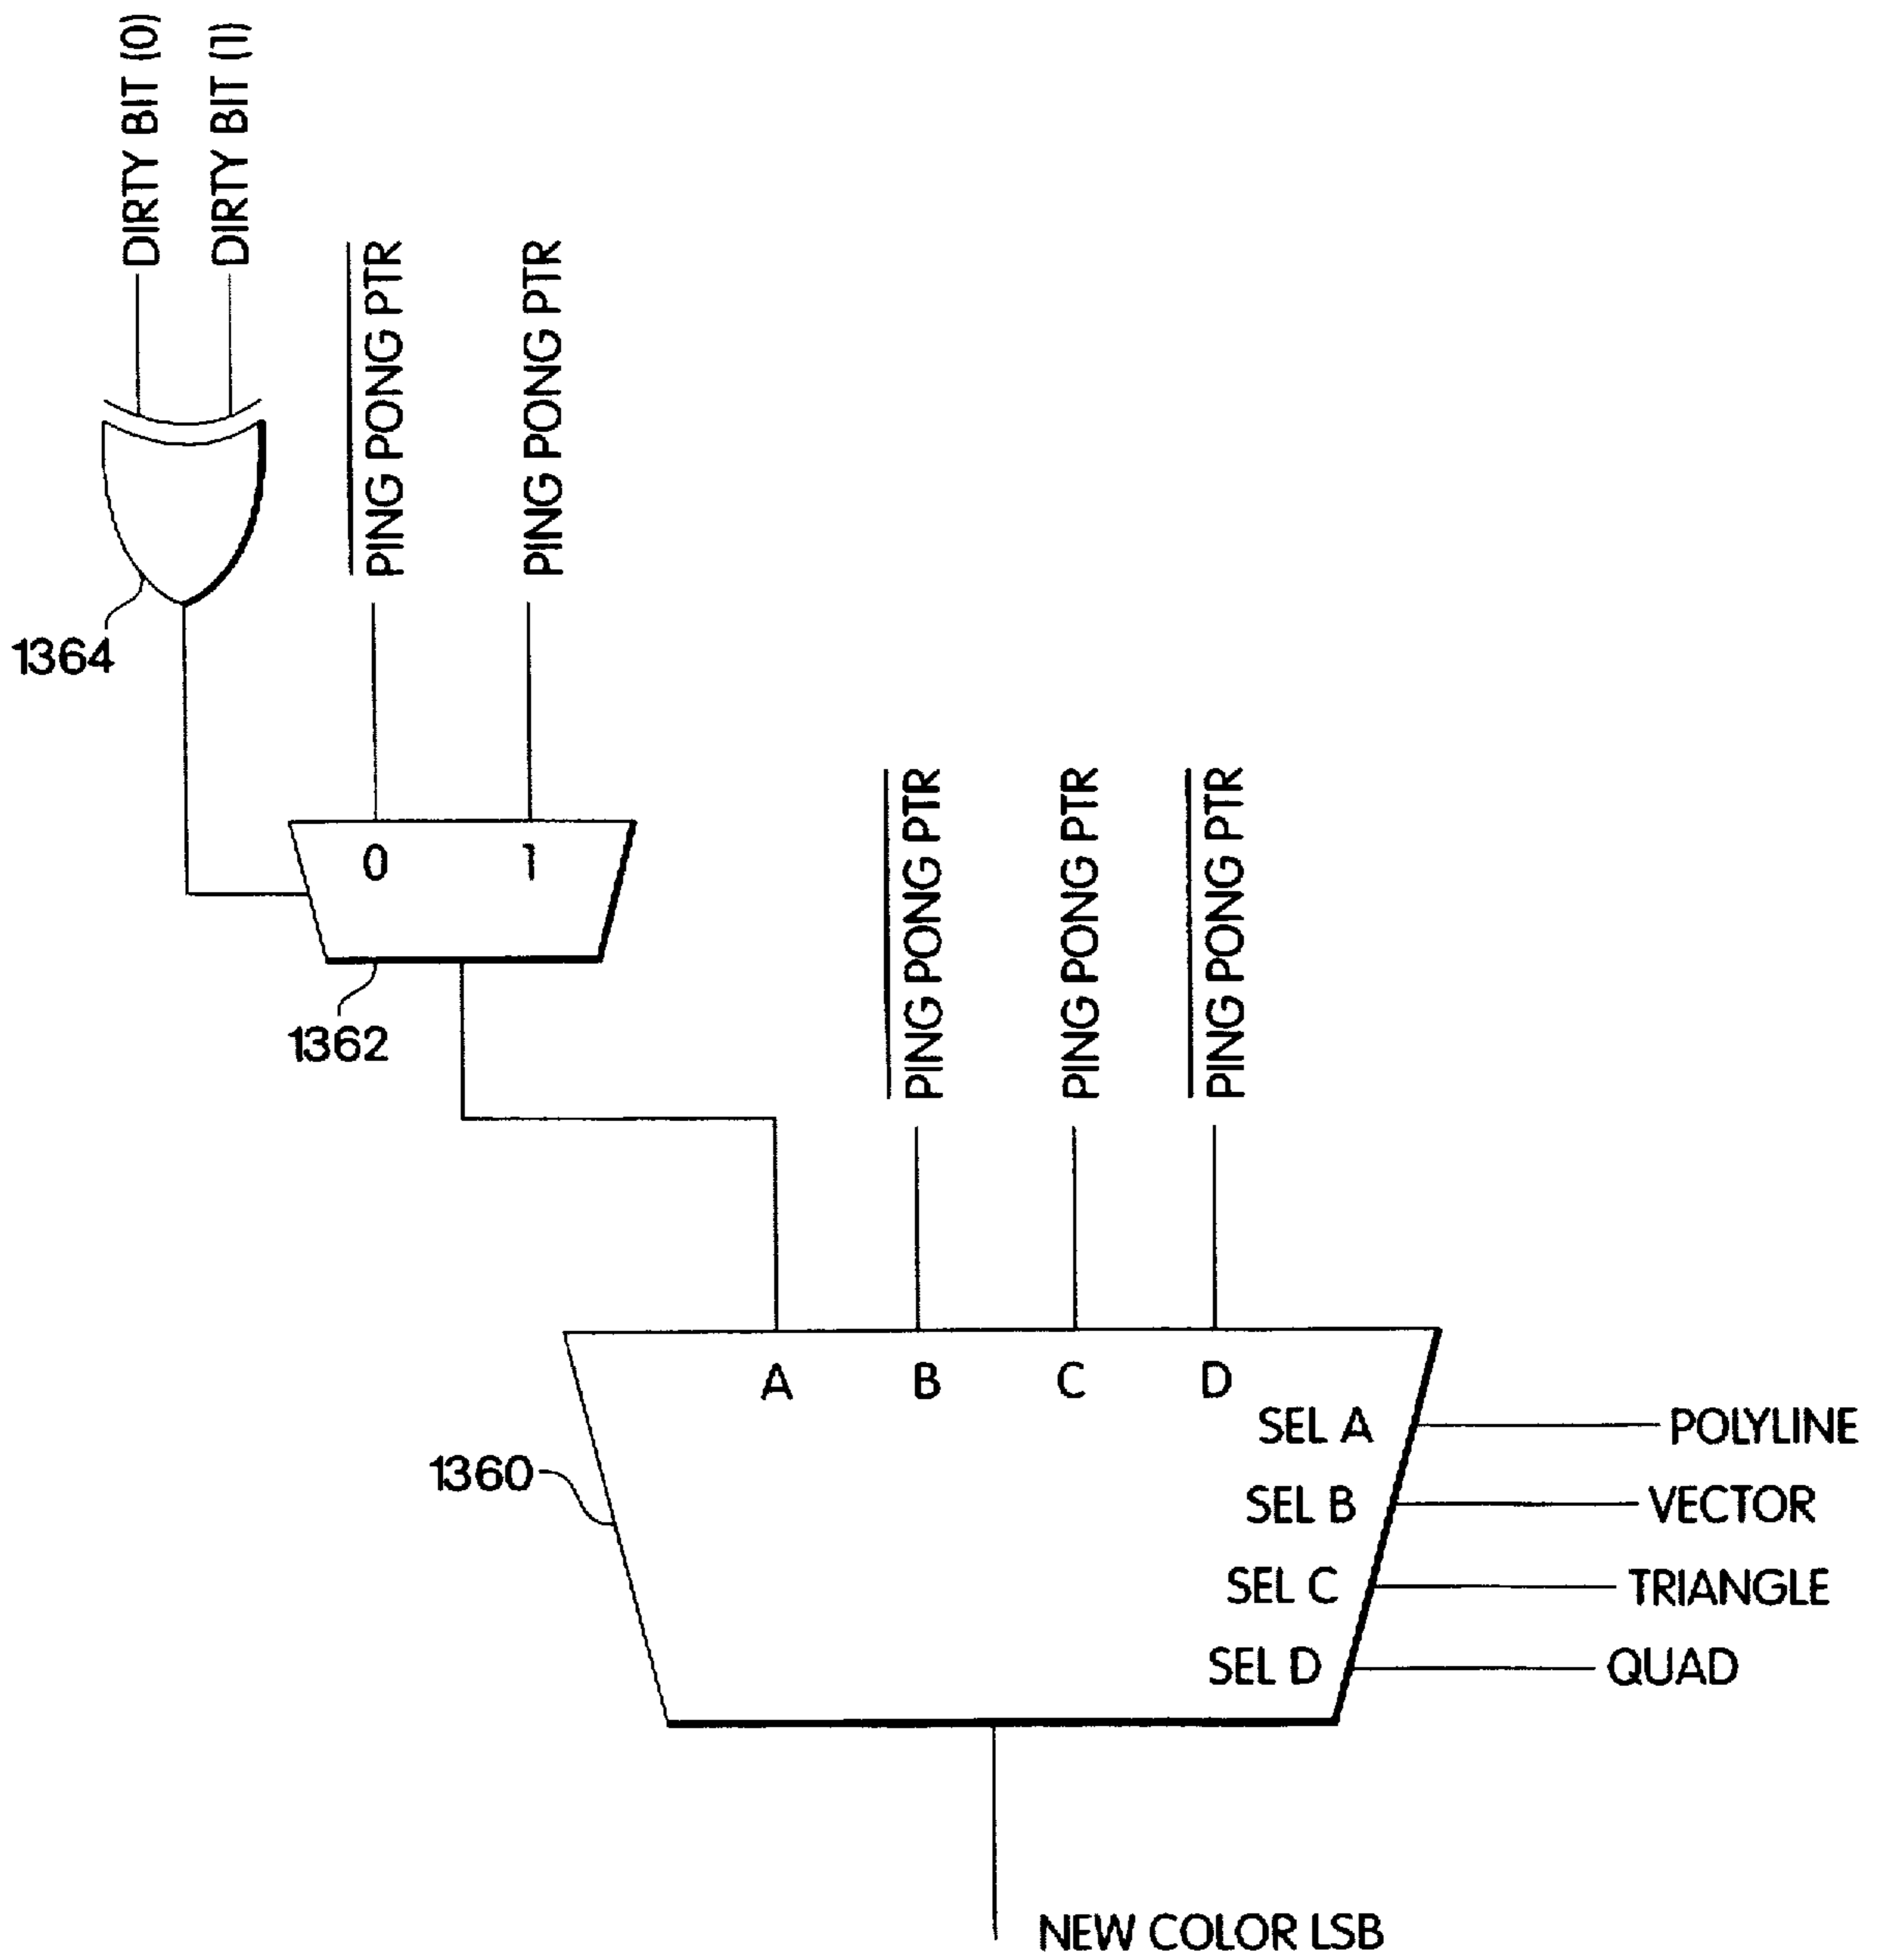 DIRTY BIT (0)
DIRTY BIT (1)
PING PONG PTR
PING PONG PTR
1364
0 1
1362
PING PONG PTR
PING PONG PTR
PING PONG PTR
A B C D
SEL A POLYLINE
1360
SEL B VECTOR
SEL C TRIANGLE
SEL D QUAD
NEW COLOR LSB